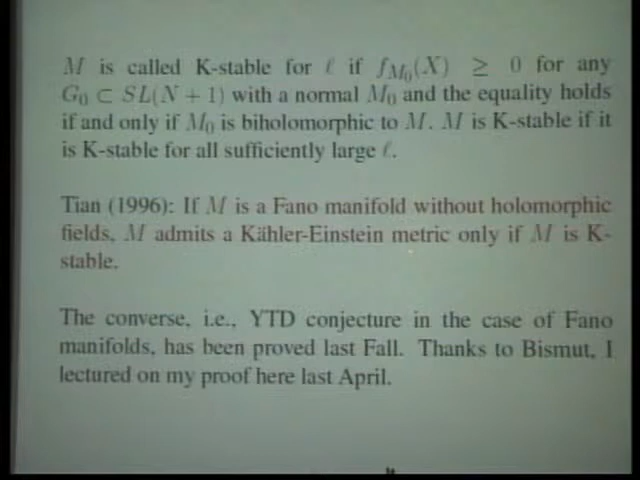 M is called K-stable for ℓ if f_{M_0}(X) ≥ 0 for any
G_0 ⊂ SL(N + 1) with a normal M_0 and the equality holds
if and only if M_0 is biholomorphic to M. M is K-stable if it
is K-stable for all sufficiently large ℓ.
Tian (1996): If M is a Fano manifold without holomorphic
fields, M admits a Kähler-Einstein metric only if M is K-
stable.
The converse, i.e., YTD conjecture in the case of Fano
manifolds, has been proved last Fall. Thanks to Bismut, I
lectured on my proof here last April.